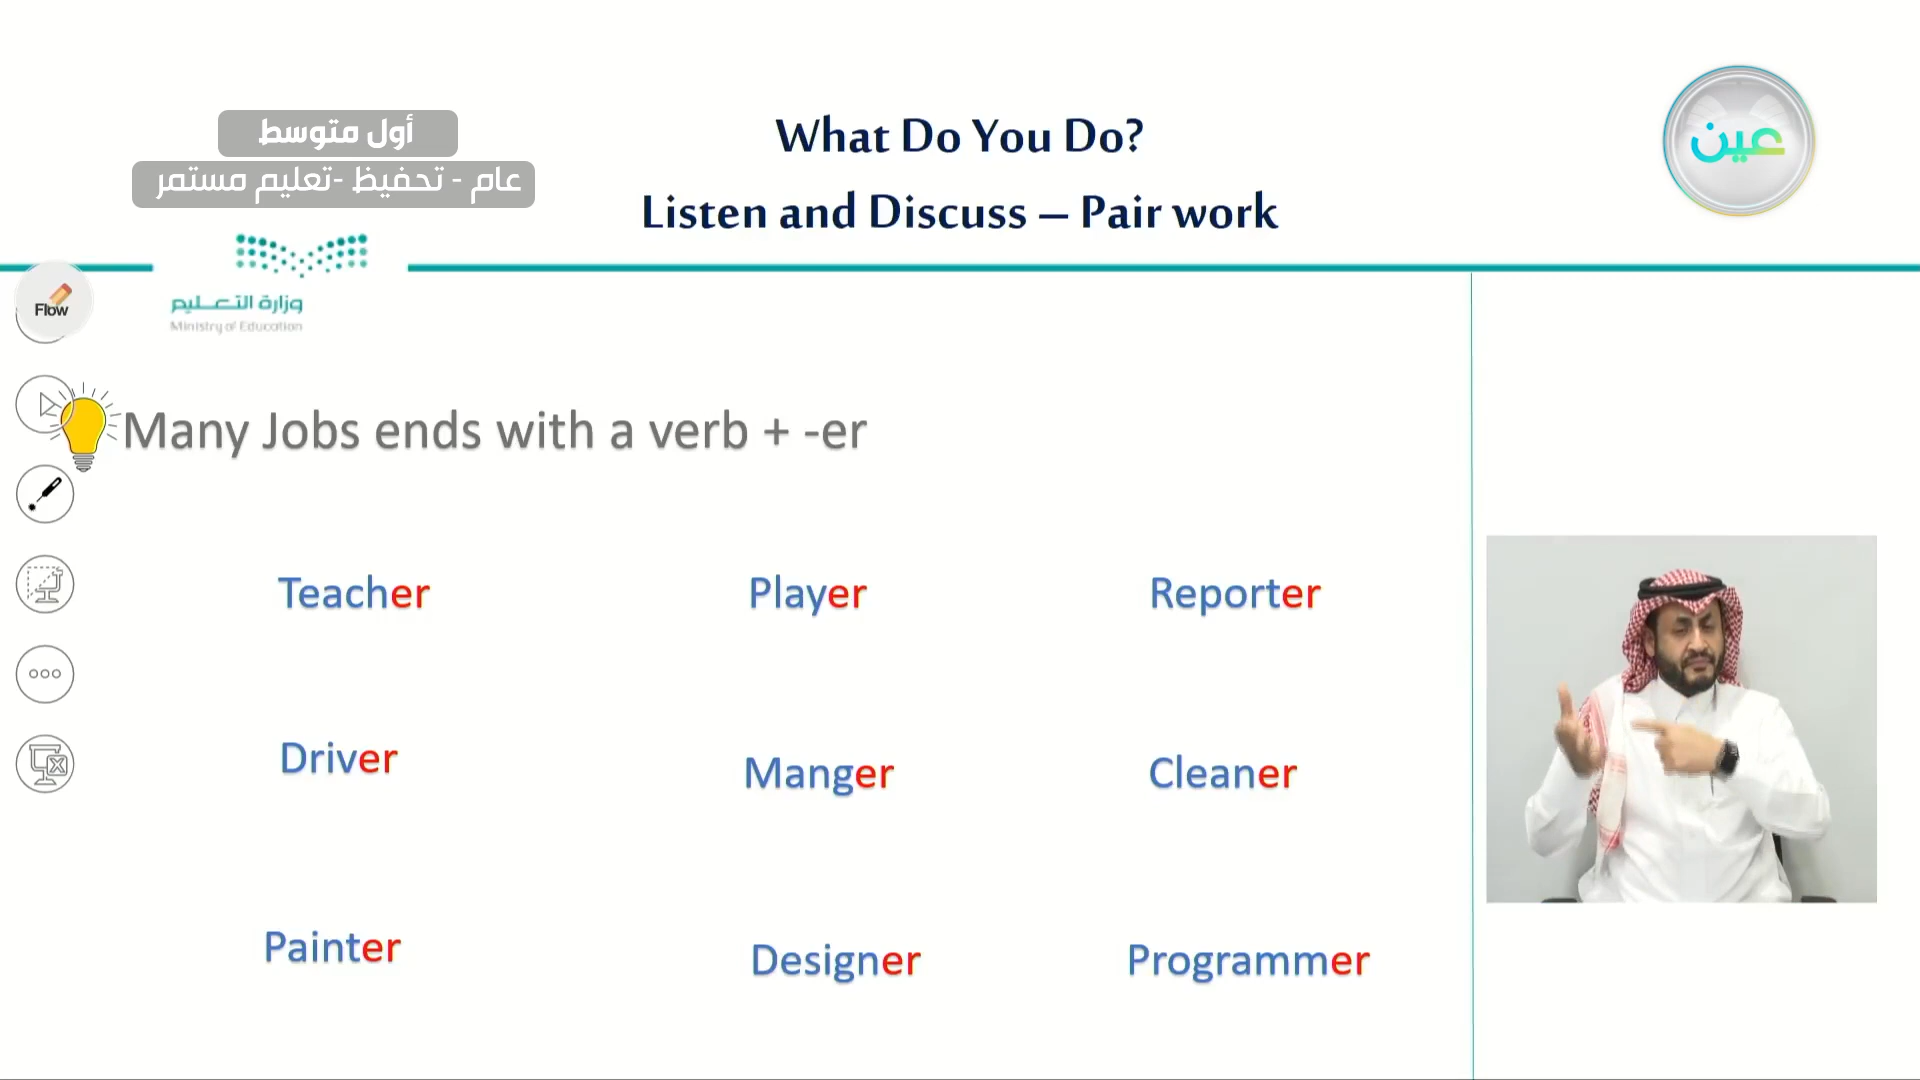 أول متوسط
عام - تحفيظ -تعليم مستمر
What Do You Do?
Listen and Discuss – Pair work
عين
وزارة التعليم
Ministry of Education
Flow
Many Jobs ends with a verb + -er
Teacher
Player
Reporter
Driver
Manger
Cleaner
Painter
Designer
Programmer